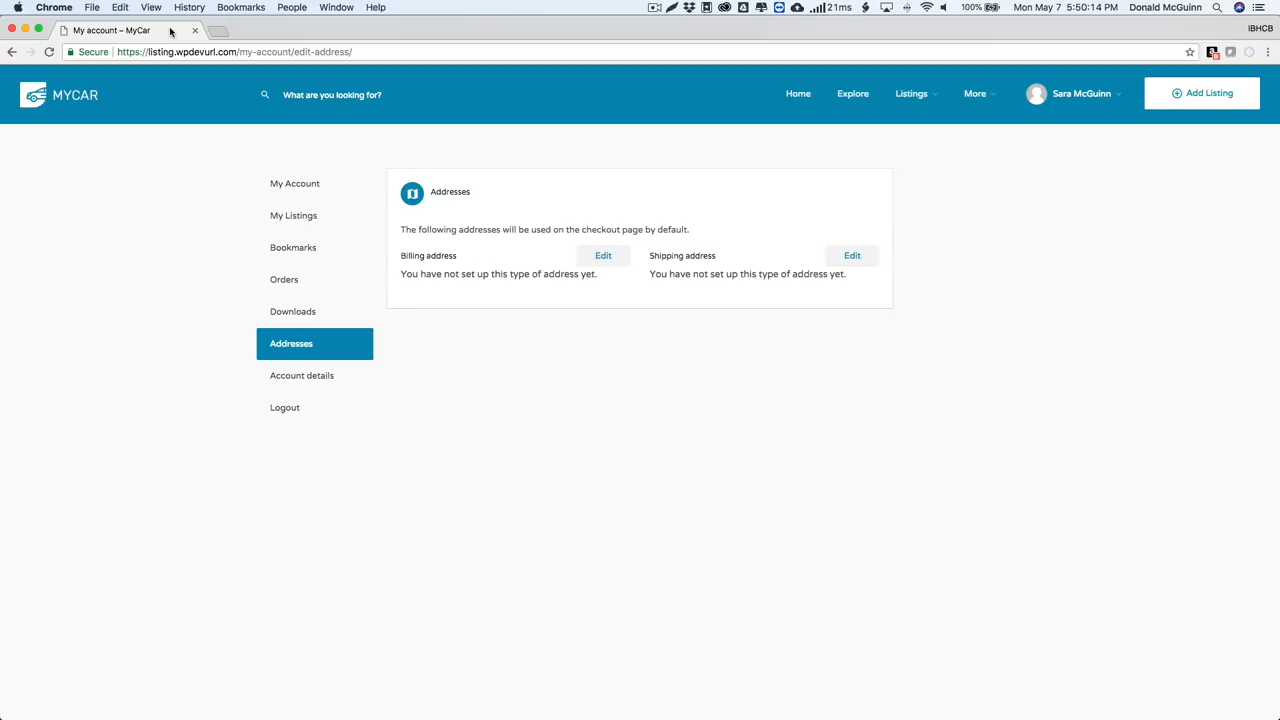 Chrome File Edit View History Bookmarks People Window Help 21ms 100% Mon May 7 5:50:14 PM Donald McGuinn
My account – MyCar IBHCB
Secure https://listing.wpdevurl.com/my-account/edit-address/
MYCAR What are you looking for? Home Explore Listings More Sara McGuinn Add Listing
My Account
My Listings
Bookmarks
Orders
Downloads
Addresses
Account details
Logout
Addresses
The following addresses will be used on the checkout page by default.
Billing address Edit Shipping address Edit
You have not set up this type of address yet. You have not set up this type of address yet.